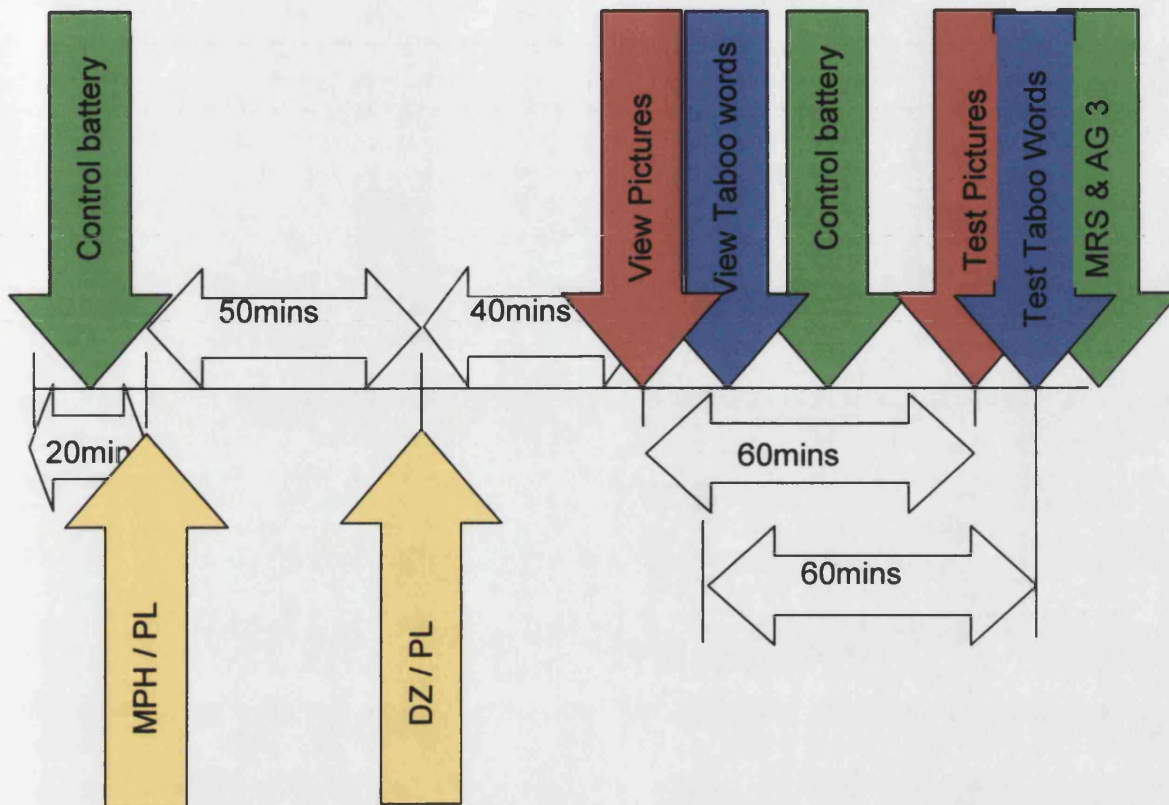 Control battery
View Pictures
View Taboo words
Control battery
Test Pictures
Test Taboo Words
MRS & AG 3
50mins
40mins
20min
60mins
60mins
MPH / PL
DZ / PL